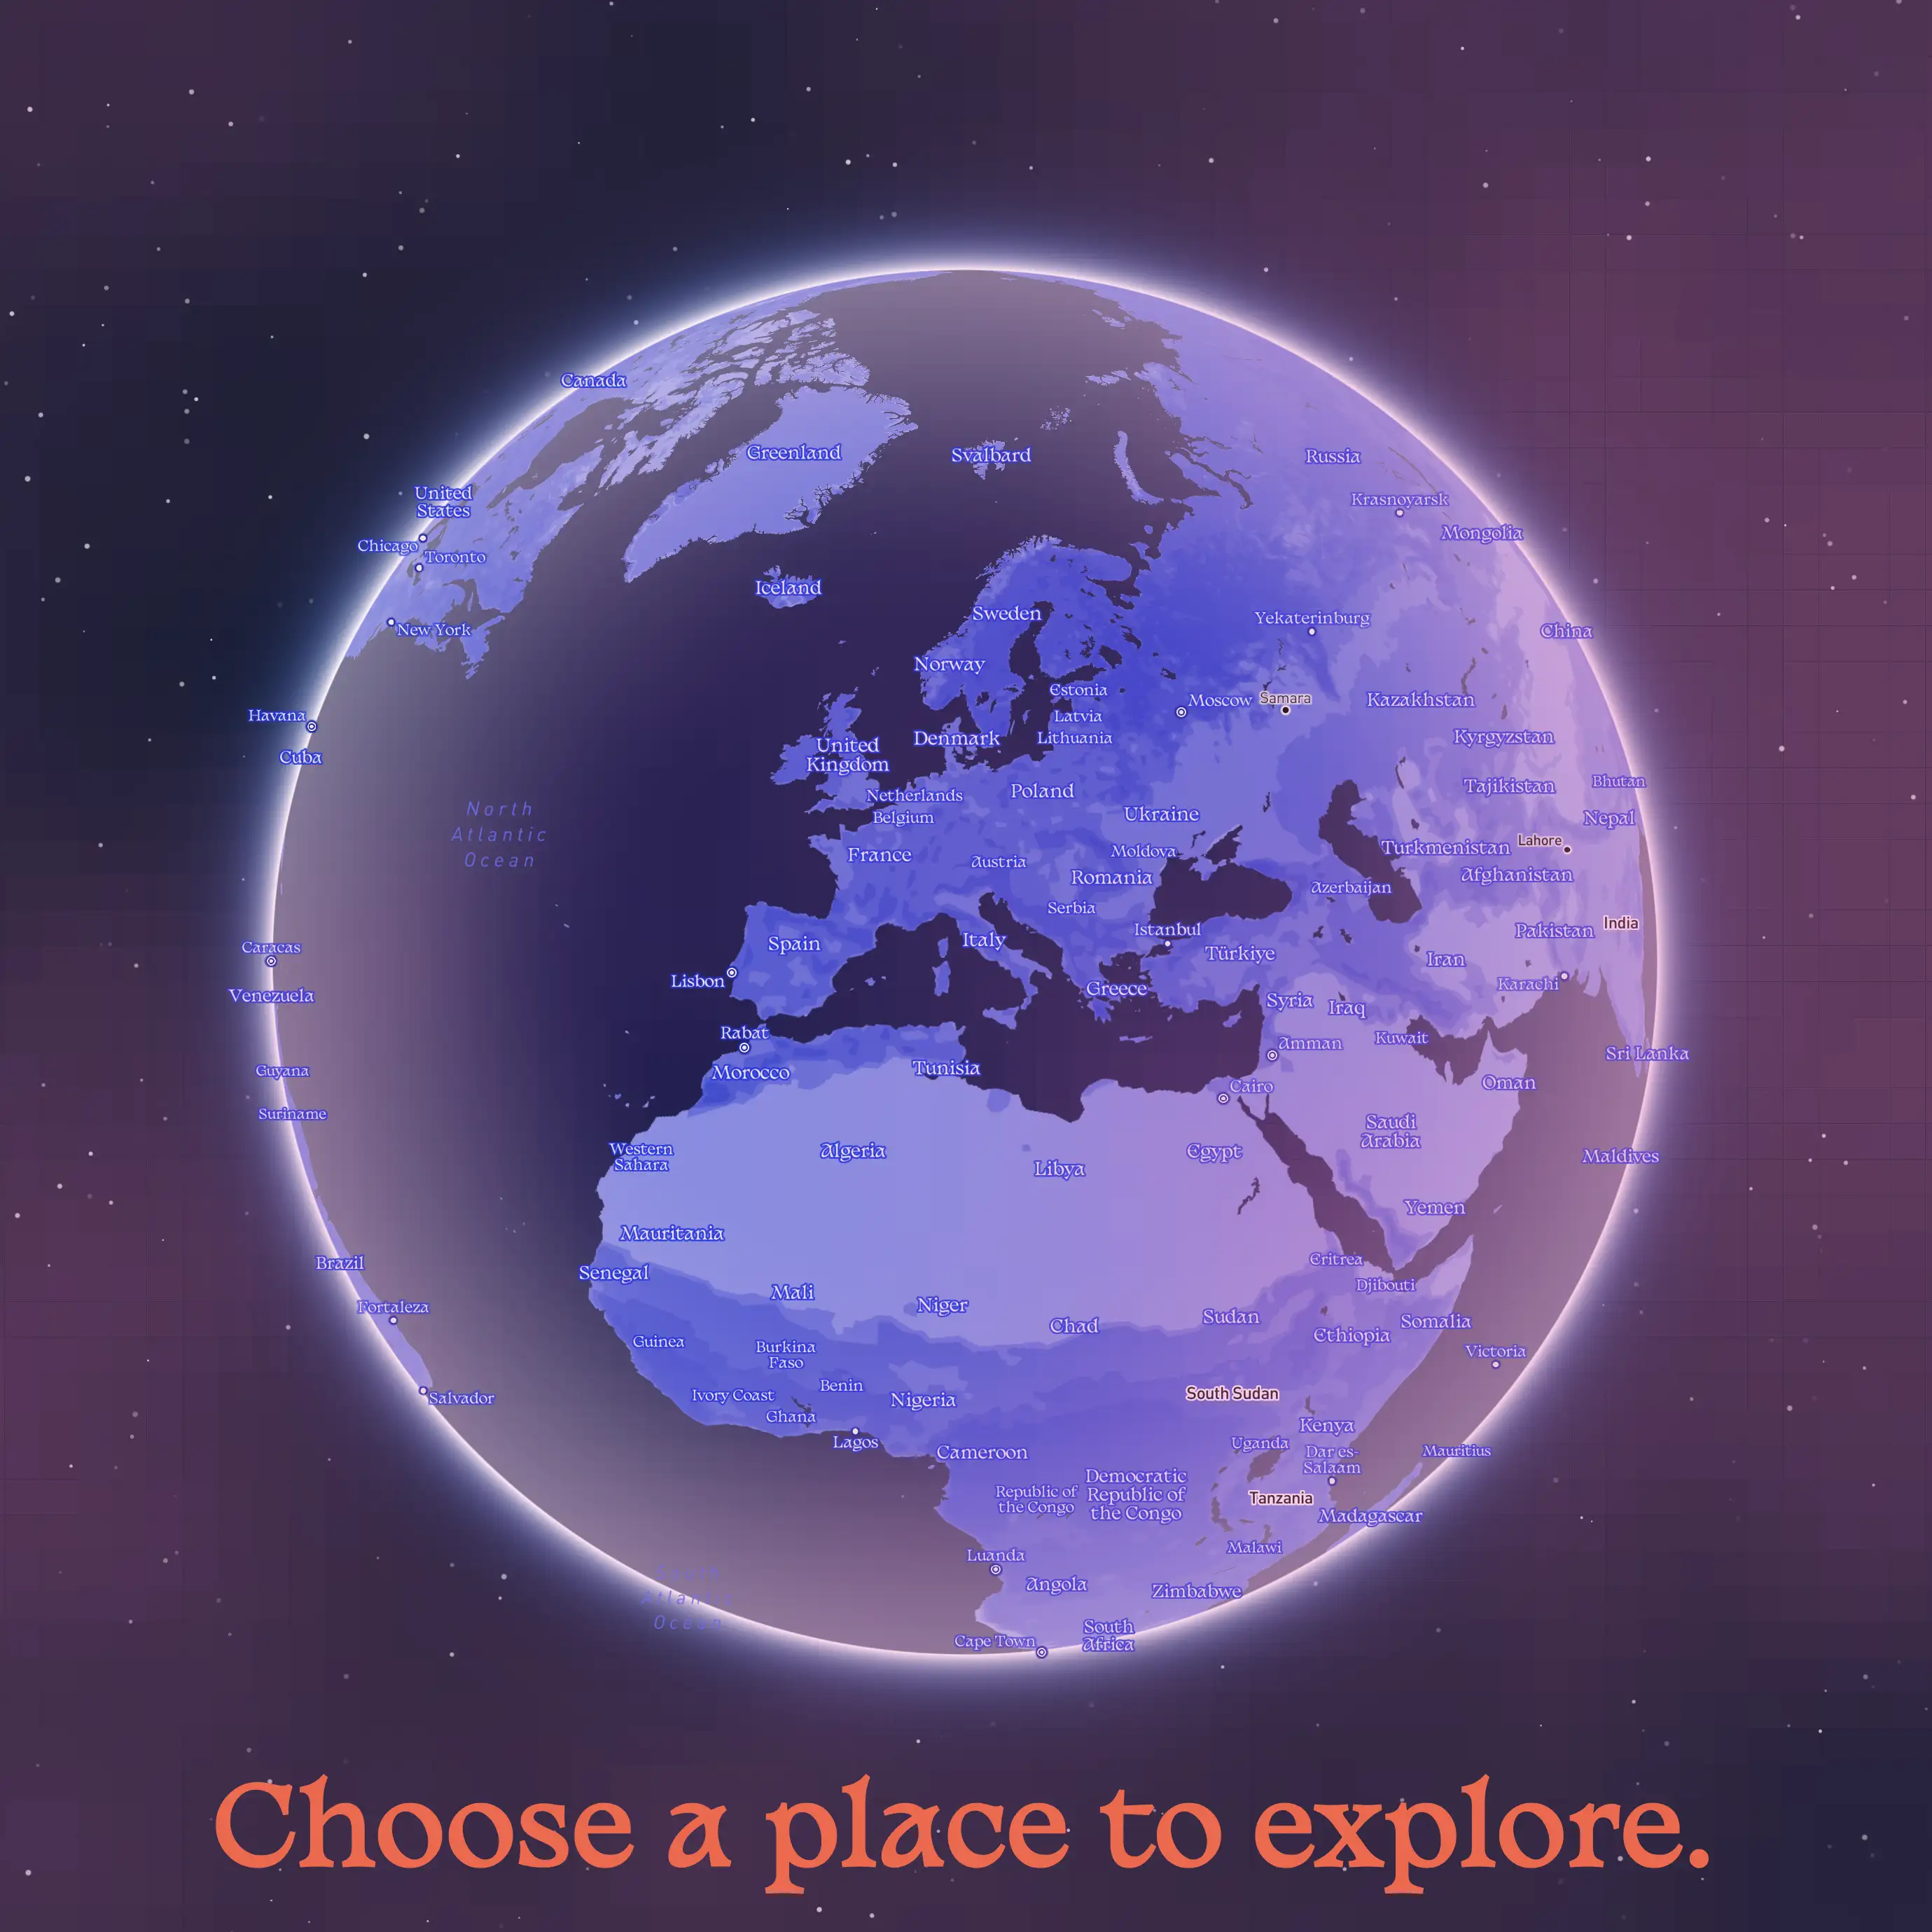 Canada
Greenland
Svalbard
Russia
United
States
Krasnoyarsk
Mongolia
Chicago
Toronto
Iceland
Sweden
Yekaterinburg
New York
China
Norway
Estonia
Moscow
Samara
Kazakhstan
Havana
Latvia
Cuba
United
Kingdom
Denmark
Lithuania
Kyrgyzstan
Netherlands
Poland
Tajikistan
Bhutan
North
Atlantic
Ocean
Belgium
Ukraine
Nepal
France
Austria
Moldova
Turkmenistan
Lahore
Romania
Azerbaijan
Afghanistan
Serbia
Caracas
Spain
Italy
Istanbul
Türkiye
Pakistan
India
Iran
Lisbon
Greece
Karachi
Venezuela
Syria
Iraq
Rabat
Amman
Kuwait
Sri Lanka
Guyana
Morocco
Tunisia
Cairo
Oman
Suriname
Western
Sahara
Algeria
Libya
Egypt
Saudi
Arabia
Maldives
Mauritania
Yemen
Brazil
Senegal
Eritrea
Djibouti
Fortaleza
Mali
Niger
Chad
Sudan
Ethiopia
Somalia
Guinea
Burkina
Faso
Victoria
Salvador
Ivory Coast
Benin
Nigeria
South Sudan
Ghana
Kenya
Lagos
Cameroon
Uganda
Dar es-
Salaam
Mauritius
Republic of
the Congo
Democratic
Republic of
the Congo
Tanzania
Madagascar
Malawi
Luanda
Angola
Zimbabwe
South
Atlantic
Ocean
Cape Town
South
Africa
Choose a place to explore.